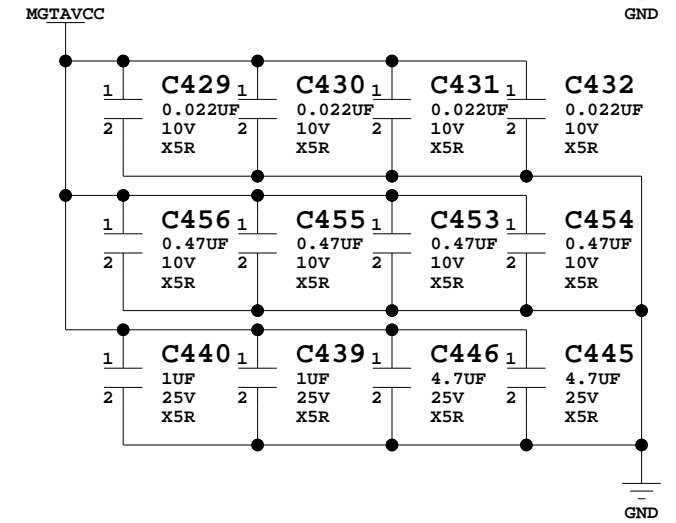 MGTAVCC
GND
1 C429 1 C430 1 C431 1 C432
0.022UF 0.022UF 0.022UF 0.022UF
2 10V 2 10V 2 10V 2 10V
X5R X5R X5R X5R
1 C456 1 C455 1 C453 1 C454
0.47UF 0.47UF 0.47UF 0.47UF
2 10V 2 10V 2 10V 2 10V
X5R X5R X5R X5R
1 C440 1 C439 1 C446 1 C445
1UF 1UF 4.7UF 4.7UF
2 25V 2 25V 2 25V 2 25V
X5R X5R X5R X5R
GND